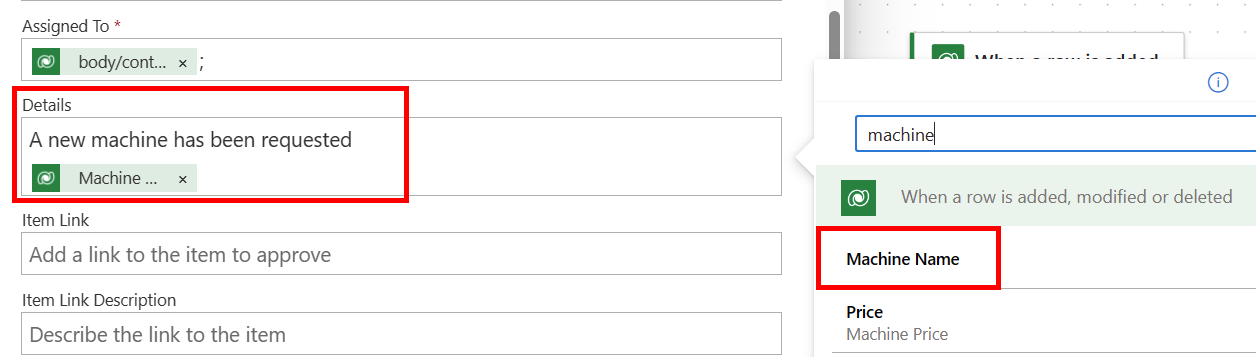 Assigned To *
body/cont... × ;
Details
A new machine has been requested
Machine ... ×
Item Link
Add a link to the item to approve
Item Link Description
Describe the link to the item
When a row is added
machine
When a row is added, modified or deleted
Machine Name
Price
Machine Price